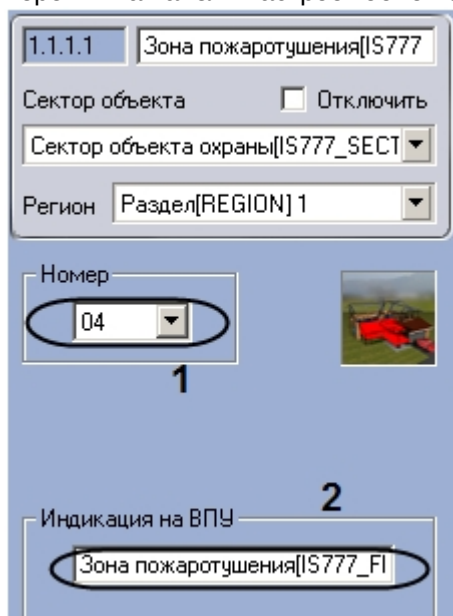 1.1.1.1 Зона пожаротушения[IS777
Сектор объекта Отключить
Сектор объекта охраны[IS777_SECT
Регион Раздел[REGION] 1
Номер
04
1
2
Индикация на ВПУ
Зона пожаротушения[IS777_FI